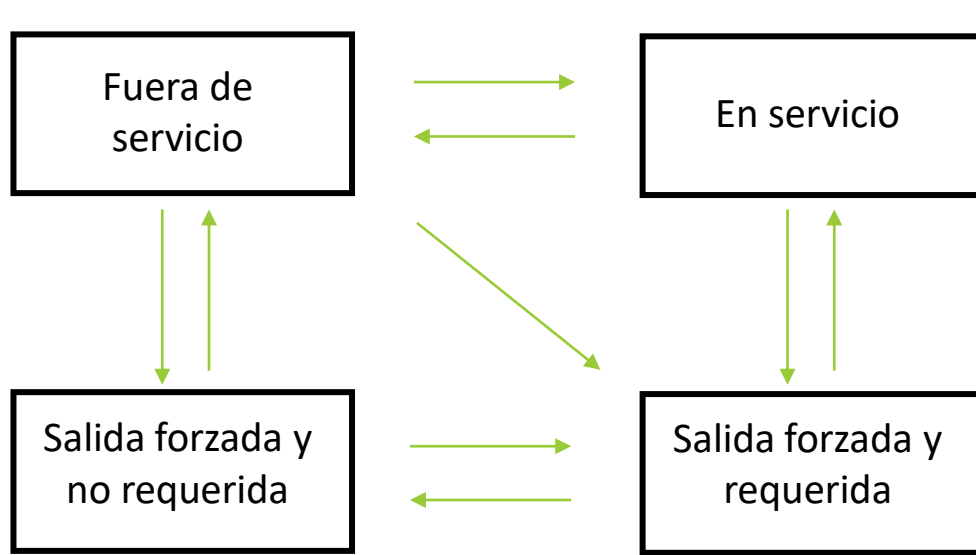 Fuera de
servicio
En servicio
Salida forzada y
no requerida
Salida forzada y
requerida